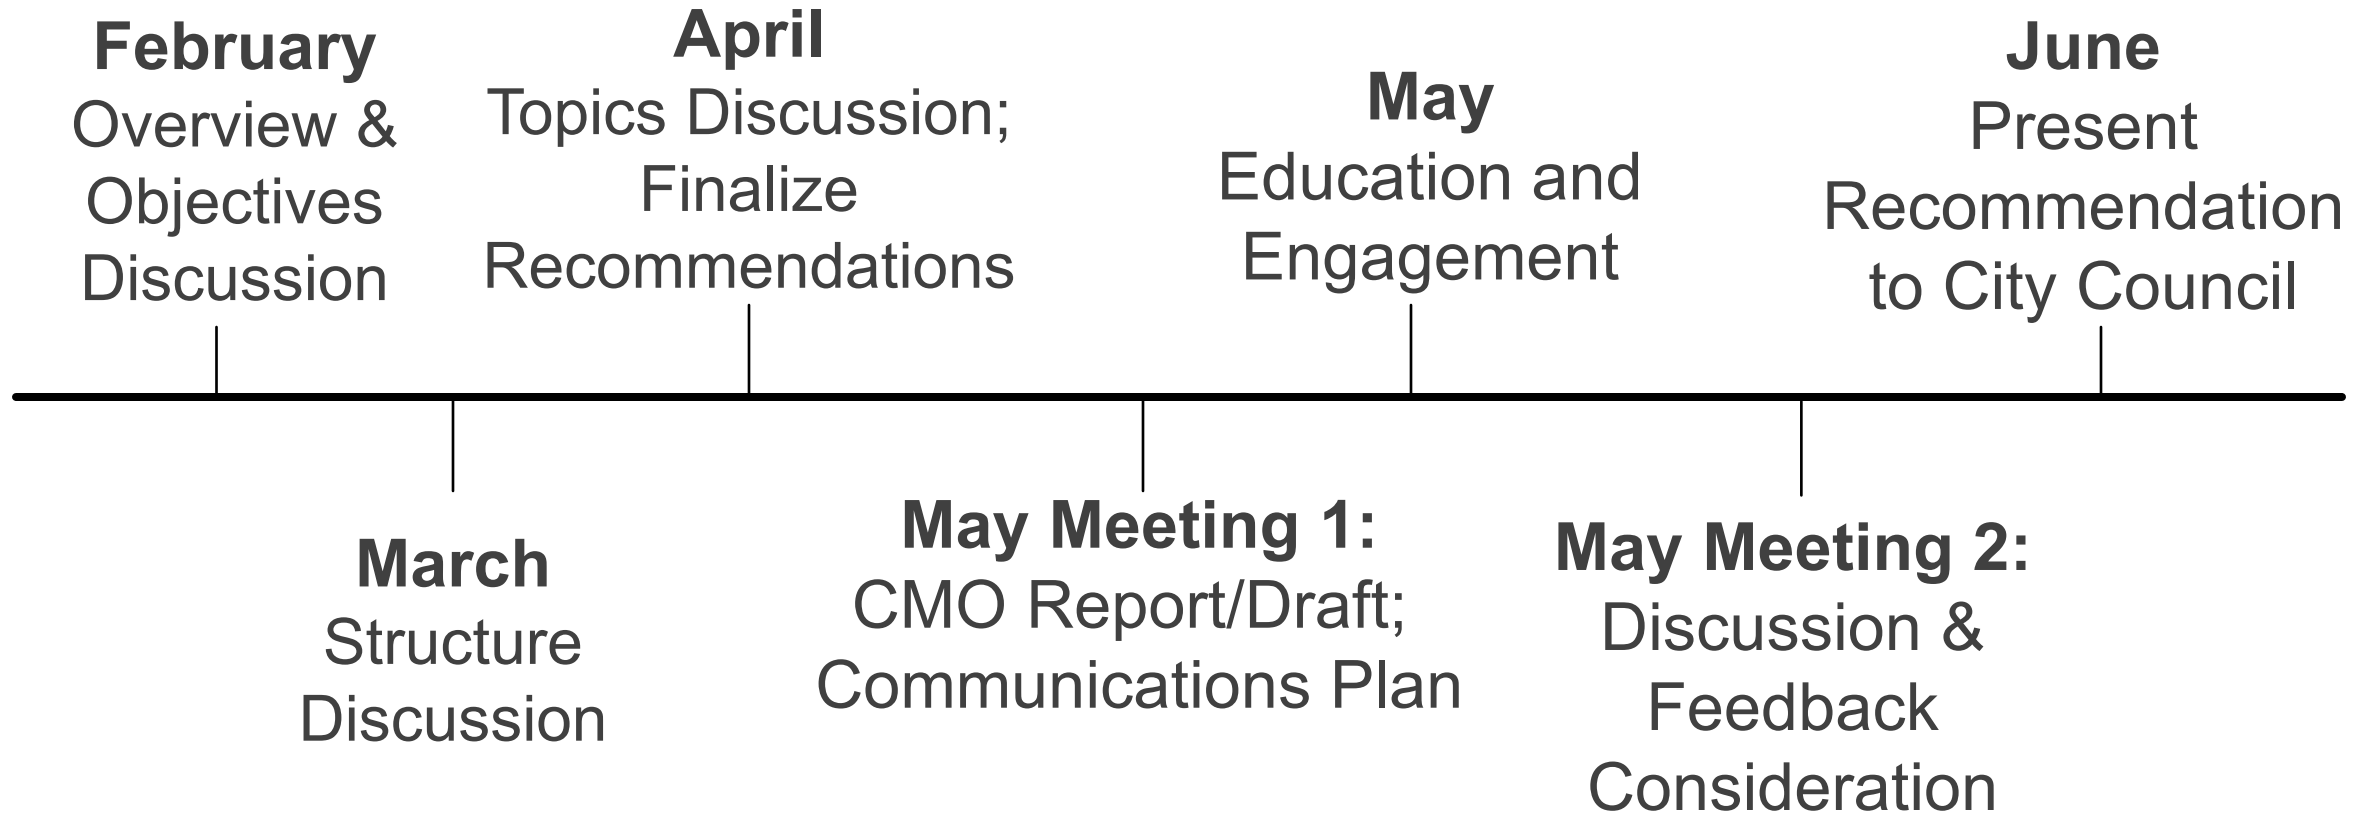 February
Overview &
Objectives
Discussion
March
Structure
Discussion
April
Topics Discussion;
Finalize
Recommendations
May Meeting 1:
CMO Report/Draft;
Communications Plan
May
Education and
Engagement
May Meeting 2:
Discussion &
Feedback
Consideration
June
Present
Recommendation
to City Council